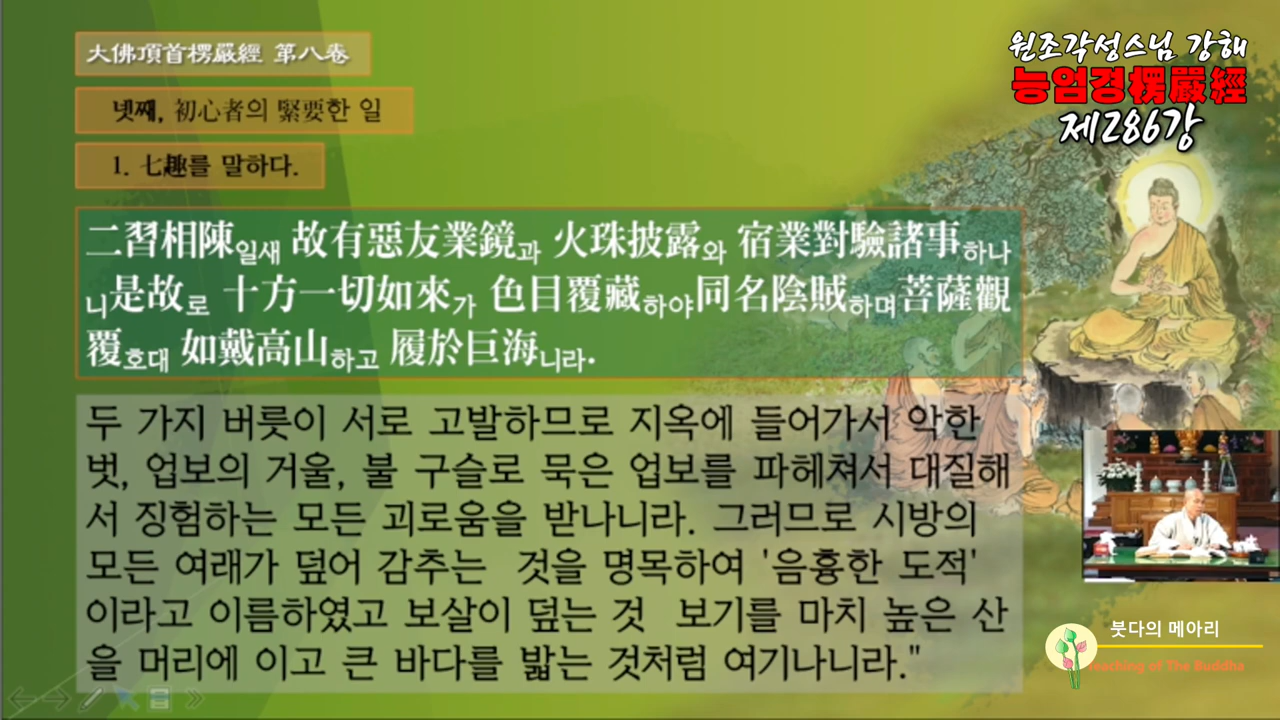 大佛頂首楞嚴經 第八卷
넷째, 初心者의 緊要한 일
1. 七趣를 말하다.
二習相陳일새 故有惡友業鏡과 火珠披露와 宿業對驗諸事하나
니是故로 十方一切如來가 色目覆藏하야同名陰賊하며菩薩觀
覆호대 如戴高山하고 履於巨海니라.
두 가지 버릇이 서로 고발하므로 지옥에 들어가서 악한
벗, 업보의 거울, 불 구슬로 묵은 업보를 파헤쳐서 대질해
서 징험하는 모든 괴로움을 받나니라. 그러므로 시방의
모든 여래가 덮어 감추는 것을 명목하여 '음흉한 도적'
이라고 이름하였고 보살이 덮는 것 보기를 마치 높은 산
을 머리에 이고 큰 바다를 밟는 것처럼 여기나니라."
원조각성스님 강해
능엄경楞嚴經
제286강
붓다의 메아리
Teaching of The Buddha